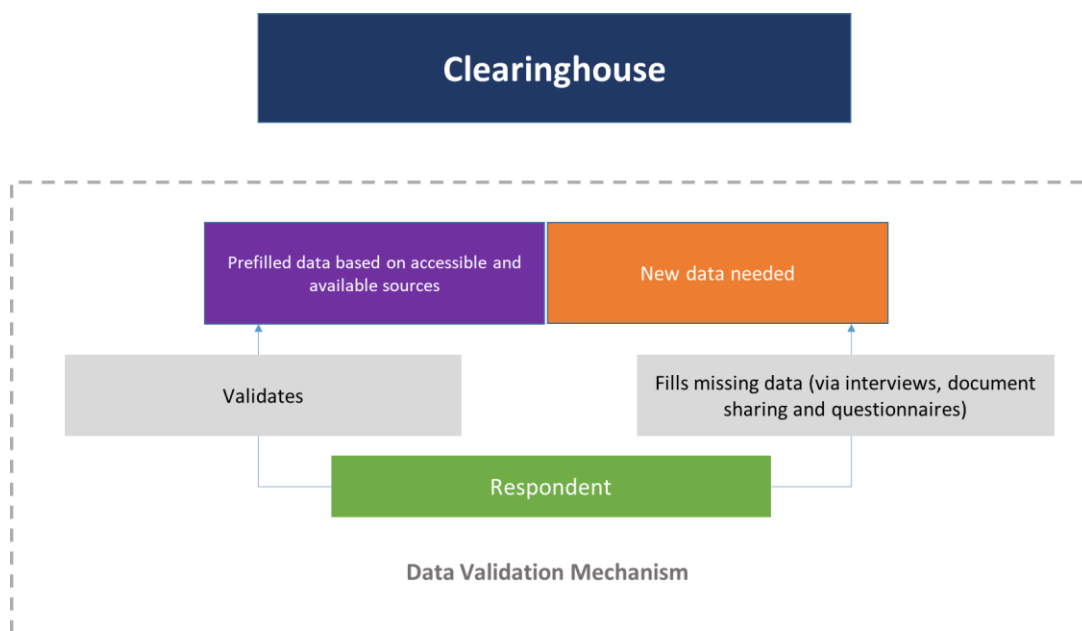 Clearinghouse
Prefilled data based on accessible and
available sources
New data needed
Validates
Fills missing data (via interviews, document
sharing and questionnaires)
Respondent
Data Validation Mechanism